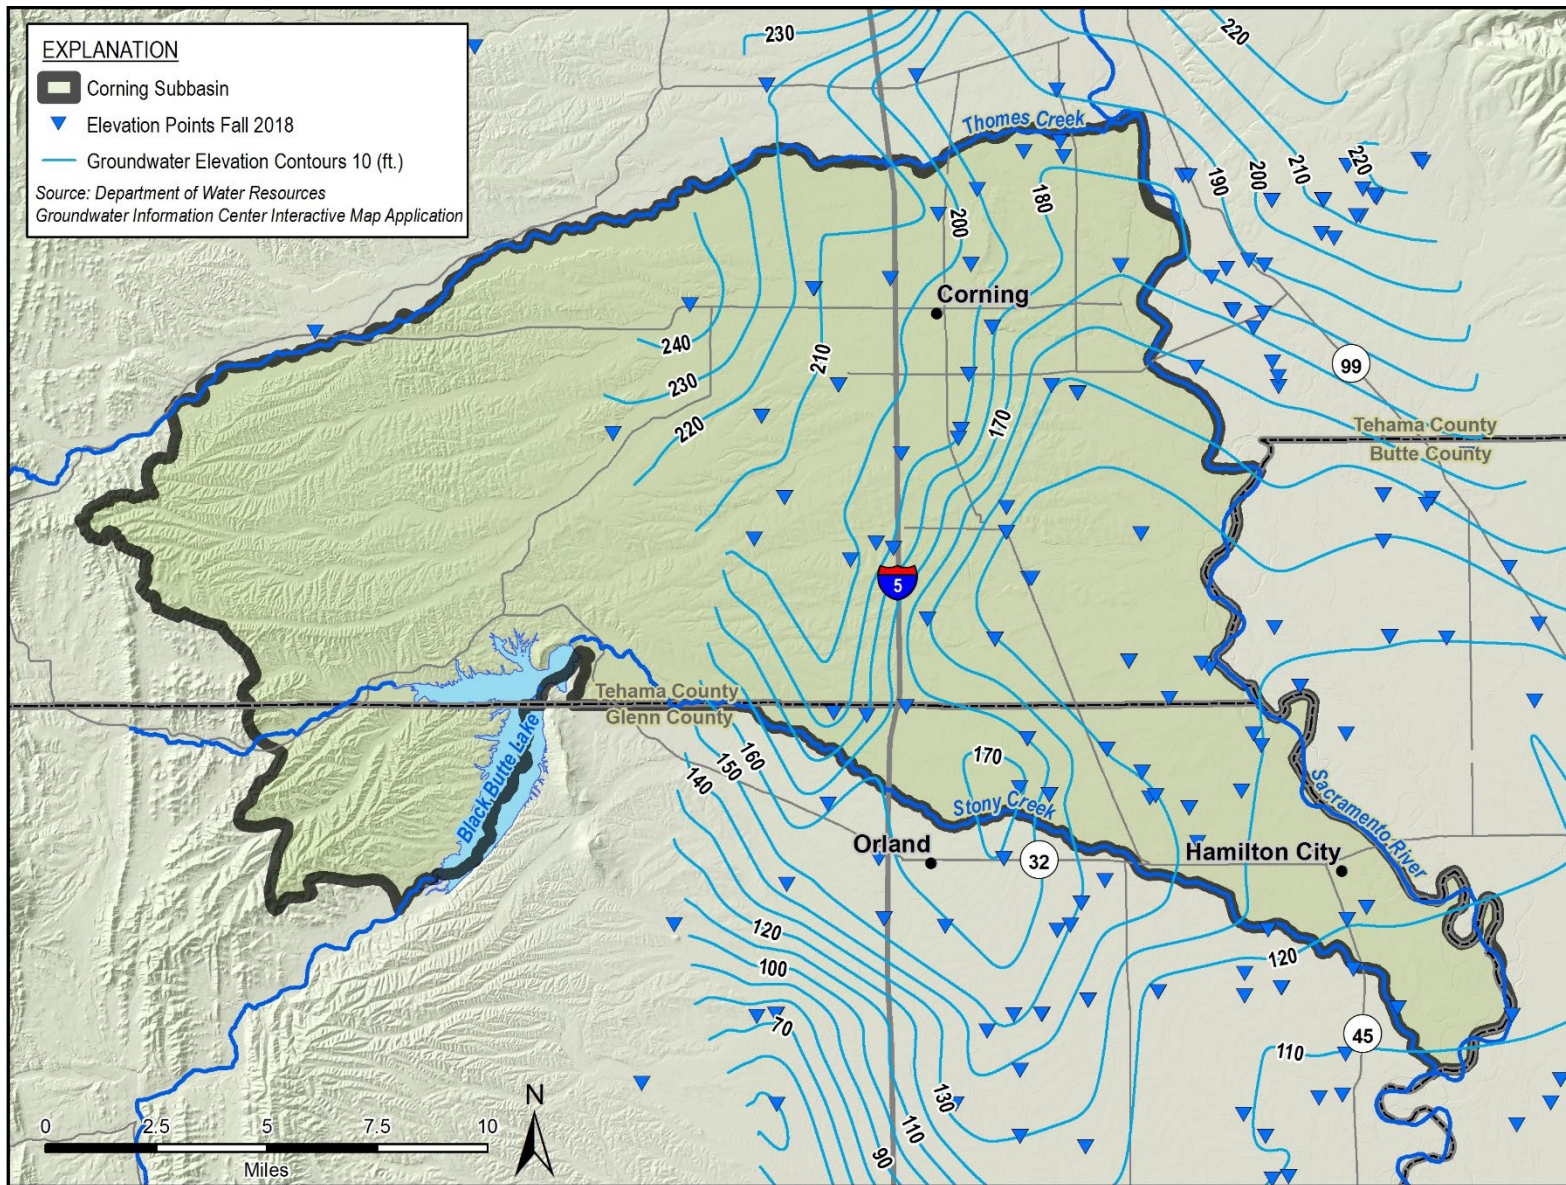 EXPLANATION
Corning Subbasin
Elevation Points Fall 2018
Groundwater Elevation Contours 10 (ft.)
Source: Department of Water Resources
Groundwater Information Center Interactive Map Application
230
220
Thomes Creek
220
210
200
190
180
200
Corning
240
210
99
230
220
170
Tehama County
Butte County
5
Tehama County
Glenn County
160
150
140
170
Black Butte Lake
Stony Creek
Sacramento River
Orland
32
Hamilton City
120
120
100
70
45
110
130
110
90
N
0 2.5 5 7.5 10
Miles